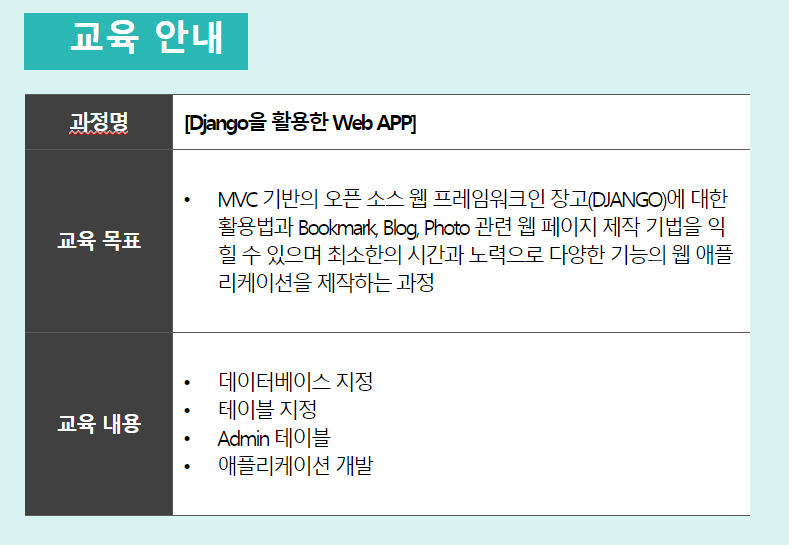 교육 안내
과정명
[Django을 활용한 Web APP]
교육 목표
• MVC 기반의 오픈 소스 웹 프레임워크인 장고(DJANGO)에 대한
활용법과 Bookmark, Blog, Photo 관련 웹 페이지 제작 기법을 익
힐 수 있으며 최소한의 시간과 노력으로 다양한 기능의 웹 애플
리케이션을 제작하는 과정
교육 내용
• 데이터베이스 지정
• 테이블 지정
• Admin 테이블
• 애플리케이션 개발